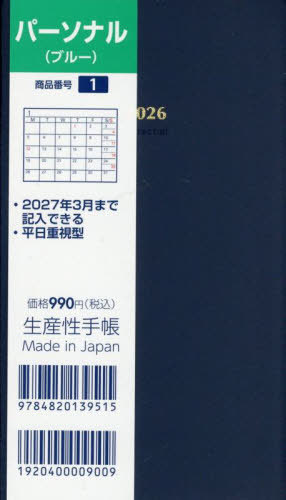 パーソナル
(ブルー)
商品番号 1
026
1
M T W T F S/S
・2027年3月まで
記入できる
・平日重視型
価格990円(税込)
生産性手帳
Made in Japan
9784820139515
1920400009009